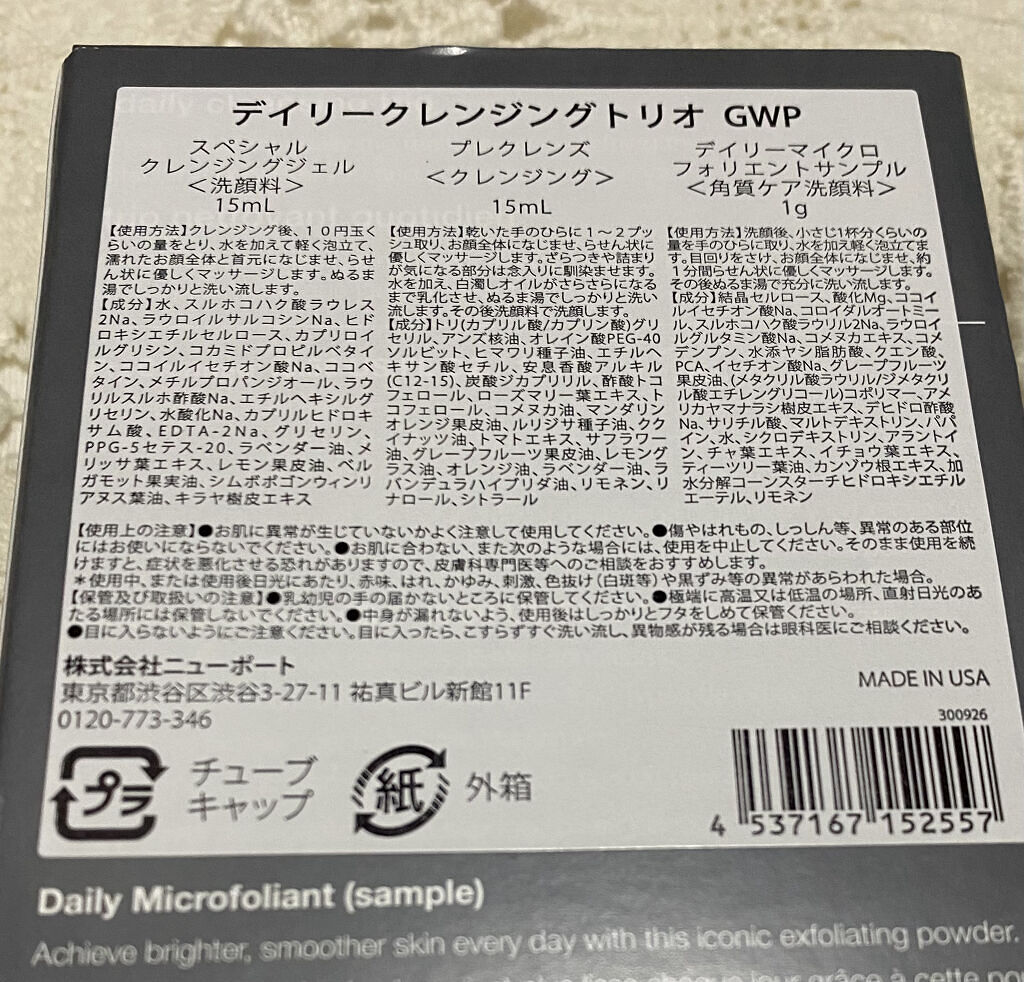 デイリークレンジングトリオ GWP
スペシャル
クレンジングジェル
＜洗顔料＞
15mL
プレクレンズ
＜クレンジング＞
15mL
デイリーマイクロ
フォリエントサンプル
＜角質ケア洗顔料＞
1g
【使用方法】クレンジング後、１０円玉く
らいの量をとり、水を加えて軽く泡立て、
濡れたお顔全体と首元になじませ、らせ
ん状に優しくマッサージします。ぬるま
湯でしっかりと洗い流します。
【成分】水、スルホコハク酸ラウレス
2Na、ラウロイルサルコシンNa、ヒド
ロキシエチルセルロース、カプリロイ
ルグリシン、コカミドプロピルベタイ
ン、ココイルイセチオン酸Na、ココベ
タイン、メチルプロパンジオール、ラウ
リルスルホ酢酸Na、エチルヘキシルグ
リセリン、水酸化Na、カプリルヒドロキ
サム酸、EDTA-2Na、グリセリン、
PPG-5セテス-20、ラベンダー油、メ
リッサ葉エキス、レモン果皮油、ベル
ガモット果実油、シムボポゴンウィンリ
アヌス葉油、キラヤ樹皮エキス
【使用方法】乾いた手のひらに１～２プッ
シュ取り、お顔全体になじませ、らせん状に
優しくマッサージします。ざらつきや詰まり
が気になる部分は念入りに馴染ませます。
水を加え、白濁しオイルがさらさらになる
まで乳化させ、ぬるま湯でしっかりと洗い
流します。その後洗顔料で洗顔します。
【成分】トリ(カプリル酸/カプリン酸)グリ
セリル、アンズ核油、オレイン酸PEG-40
ソルビット、ヒマワリ種子油、エチルヘ
キサン酸セチル、安息香酸アルキル
(C12-15)、炭酸ジカプリリル、酢酸トコ
フェロール、ローズマリー葉エキス、ト
コフェロール、コメヌカ油、マンダリン
オレンジ果皮油、ルリジサ種子油、クク
イナッツ油、トマトエキス、サフラワー
油、グレープフルーツ果皮油、レモング
ラス油、オレンジ油、ラベンダー油、ラ
バンデュラハイブリダ油、リモネン、リ
ナロール、シトラール
【使用方法】洗顔後、小さじ1杯分くらいの
量を手のひらに取り、水を加え軽く泡立てま
す。目回りをさけ、お顔全体になじませ、約
１分間らせん状に優しくマッサージします。
その後ぬるま湯で充分に洗い流します。
【成分】結晶セルロース、酸化Mg、ココイ
ルイセチオン酸Na、コロイダルオートミー
ル、スルホコハク酸ラウリル2Na、ラウロイ
ルグルタミン酸Na、コメヌカエキス、コメ
デンプン、水添ヤシ脂肪酸、クエン酸、
PCA、イセチオン酸Na、グレープフルーツ
果皮油、(メタクリル酸ラウリル/ジメタクリ
ル酸エチレングリコール)コポリマー、アメ
リカヤマナラシ樹皮エキス、デヒドロ酢酸
Na、サリチル酸、マルトデキストリン、パパ
イン、水、シクロデキストリン、アラントイ
ン、チャ葉エキス、イチョウ葉エキス、
ティーツリー葉油、カンゾウ根エキス、加
水分解コーンスターチヒドロキシエチル
エーテル、リモネン
【使用上の注意】●お肌に異常が生じていないかよく注意して使用してください。●傷やはれもの、しっしん等、異常のある部位
にはお使いにならないでください。●お肌に合わない、また次のような場合には、使用を中止してください。そのまま使用を続
けますと、症状を悪化させる恐れがありますので、皮膚科専門医等へのご相談をおすすめします。
＊使用中、または使用後日光にあたり、赤味、はれ、かゆみ、刺激、色抜け(白斑等)や黒ずみ等の異常があらわれた場合。
【保管及び取扱いの注意】●乳幼児の手の届かないところに保管してください。●極端に高温又は低温の場所、直射日光のあ
たる場所には保管しないでください。●中身が漏れないよう、使用後はしっかりとフタをしめて保管ください。
●目に入らないようにご注意ください。目に入ったら、こすらずすぐ洗い流し、異物感が残る場合は眼科医にご相談ください。
株式会社ニューポート
東京都渋谷区渋谷3-27-11 祐真ビル新館11F
0120-773-346
MADE IN USA
300926
プラ
チューブ
キャップ
紙
外箱
4 537167 152557
Daily Microfoliant (sample)
Achieve brighter, smoother skin every day with this iconic exfoliating powder.